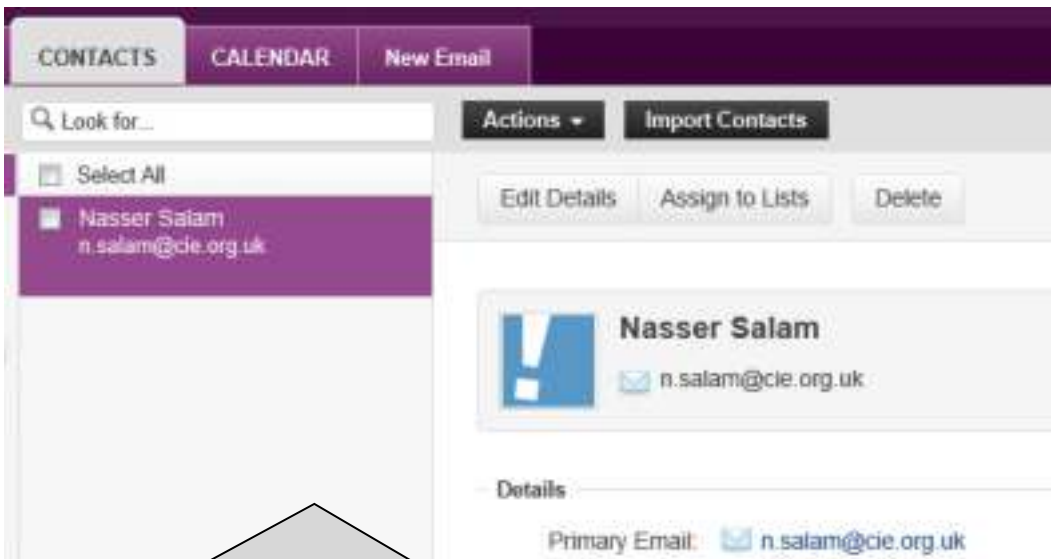 CONTACTS CALENDAR New Email
Look for...
Actions Import Contacts
Select All
Edit Details Assign to Lists Delete
Nasser Salam
n.salam@cie.org.uk
Nasser Salam
n.salam@cie.org.uk
Details
Primary Email: n.salam@cie.org.uk